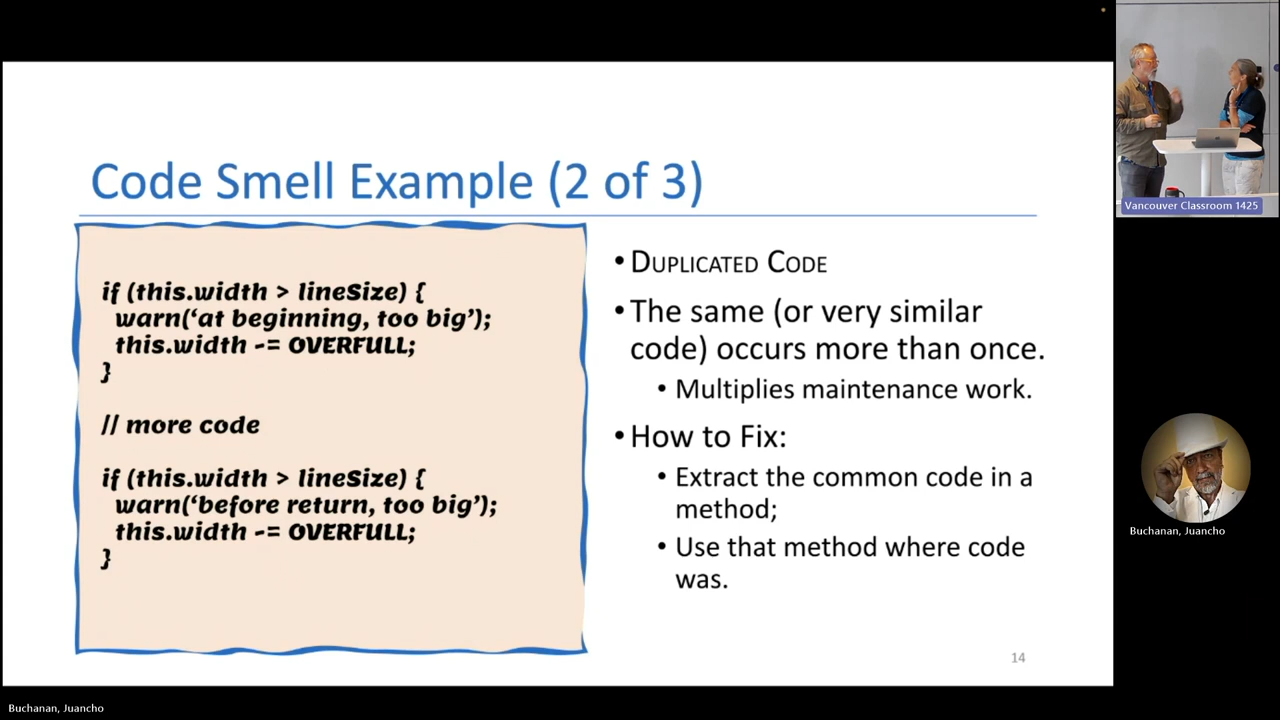 Code Smell Example (2 of 3)
if (this.width > lineSize) {
warn(‘at beginning, too big’);
this.width -= OVERFULL;
}
// more code
if (this.width > lineSize) {
warn(‘before return, too big’);
this.width -= OVERFULL;
}
• DUPLICATED CODE
• The same (or very similar
code) occurs more than once.
• Multiplies maintenance work.
• How to Fix:
• Extract the common code in a
method;
• Use that method where code
was.
14
Vancouver Classroom 1425
Buchanan, Juancho
Buchanan, Juancho